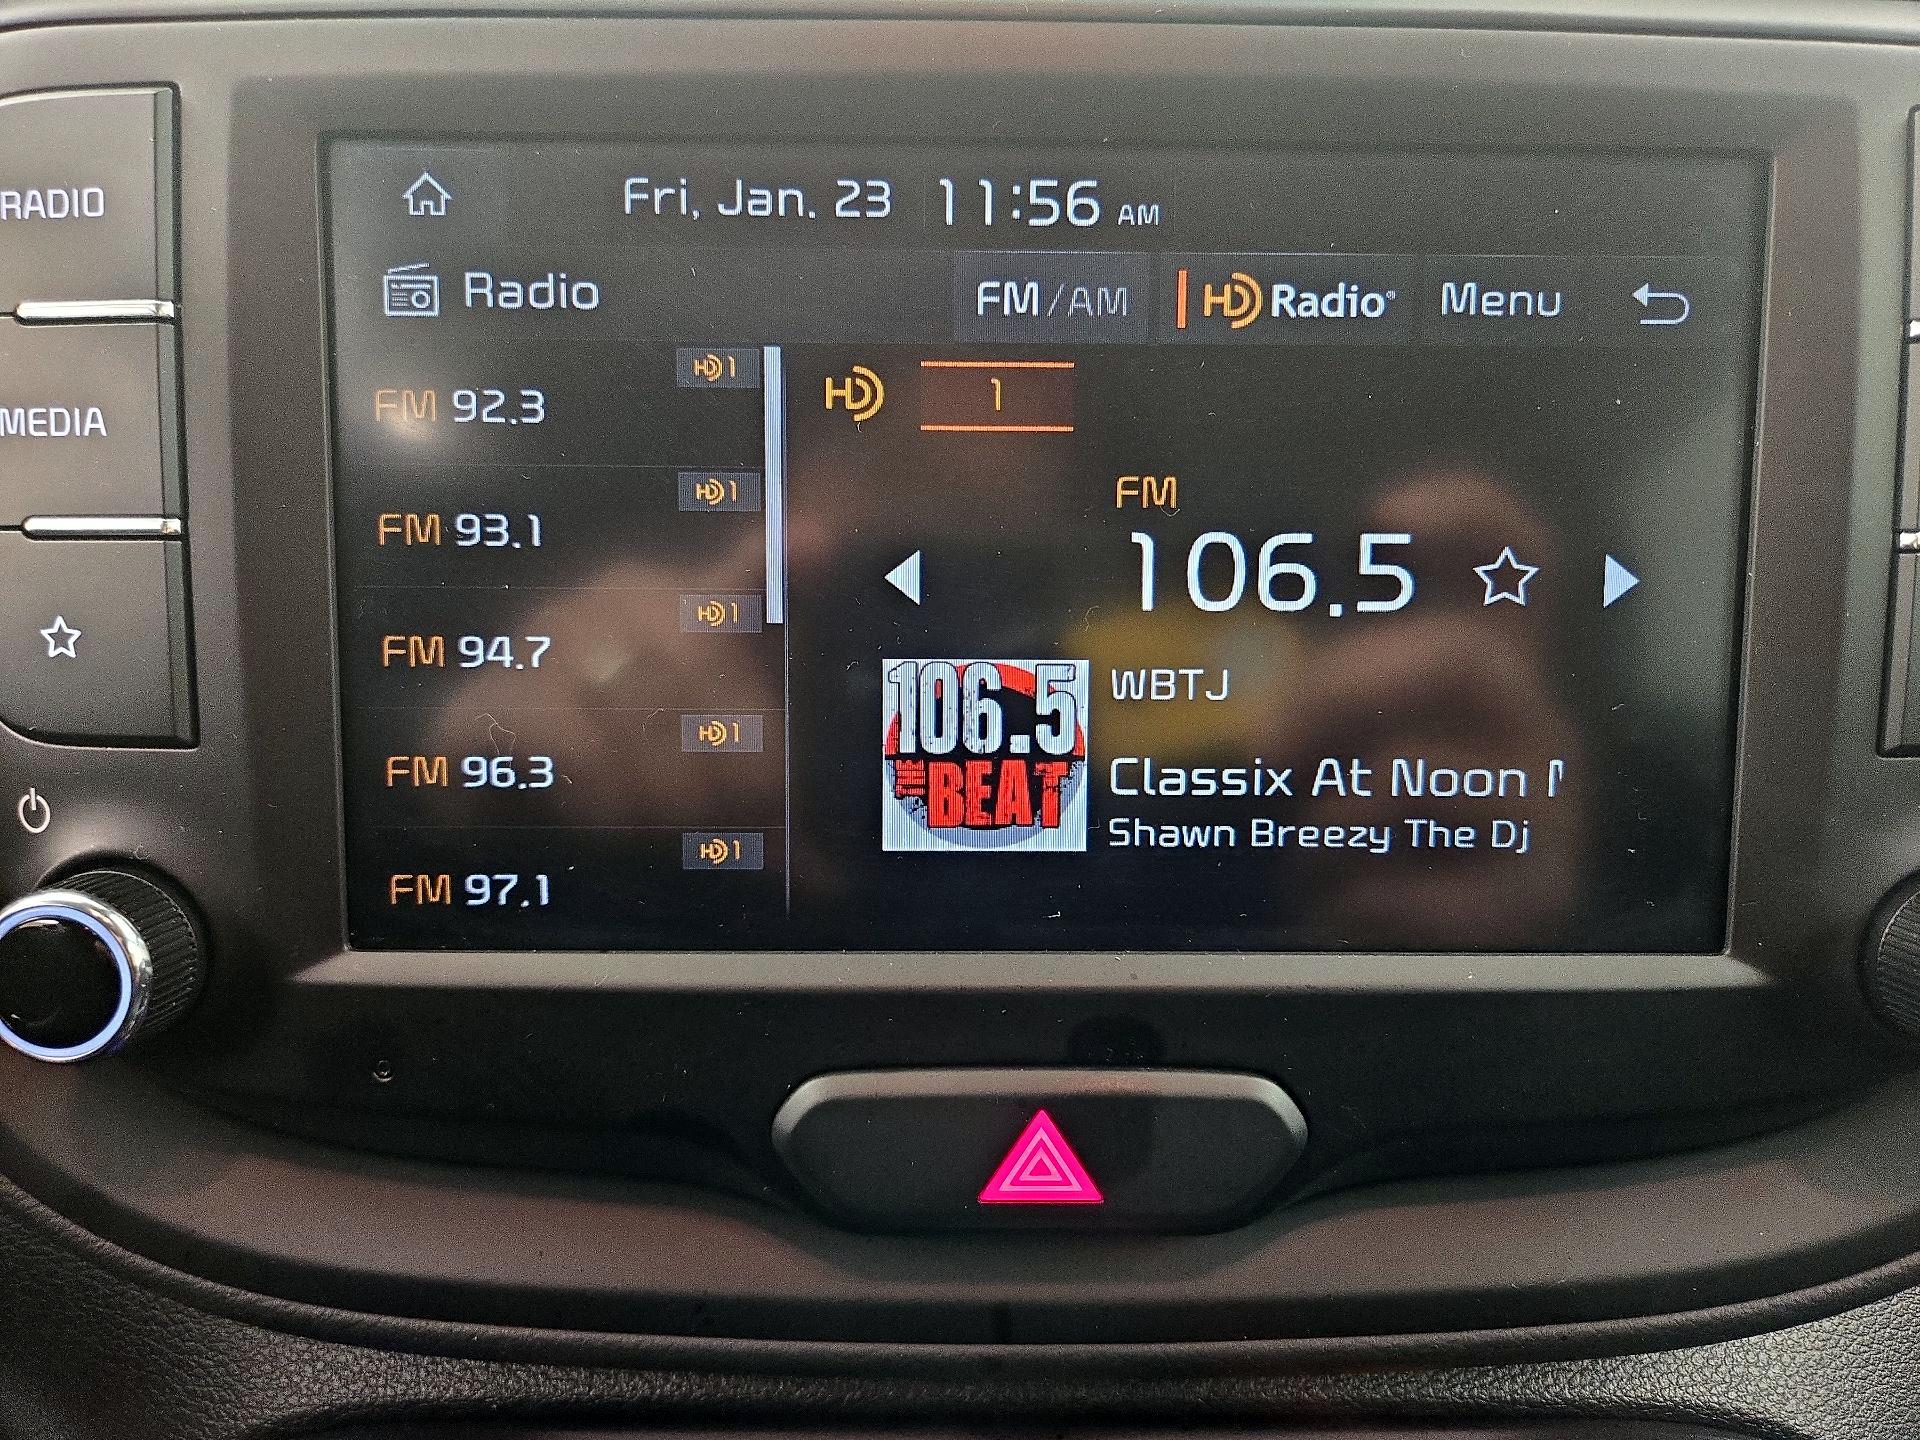 RADIO
MEDIA
Fri, Jan. 23 11:56 AM
Radio
FM/AM
HD Radio®
Menu
FM 92.3 HD 1
FM 93.1 HD 1
FM 94.7 HD 1
FM 96.3 HD 1
FM 97.1 HD 1
HD 1
FM
106.5
106.5
THE BEAT
WBTJ
Classix At Noon
Shawn Breezy The Dj